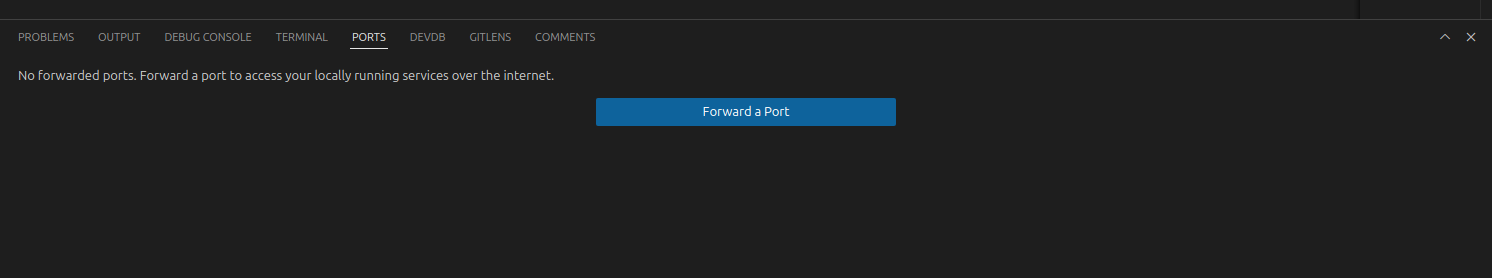 PROBLEMS OUTPUT DEBUG CONSOLE TERMINAL PORTS DEVDB GITLENS COMMENTS
No forwarded ports. Forward a port to access your locally running services over the internet.
Forward a Port